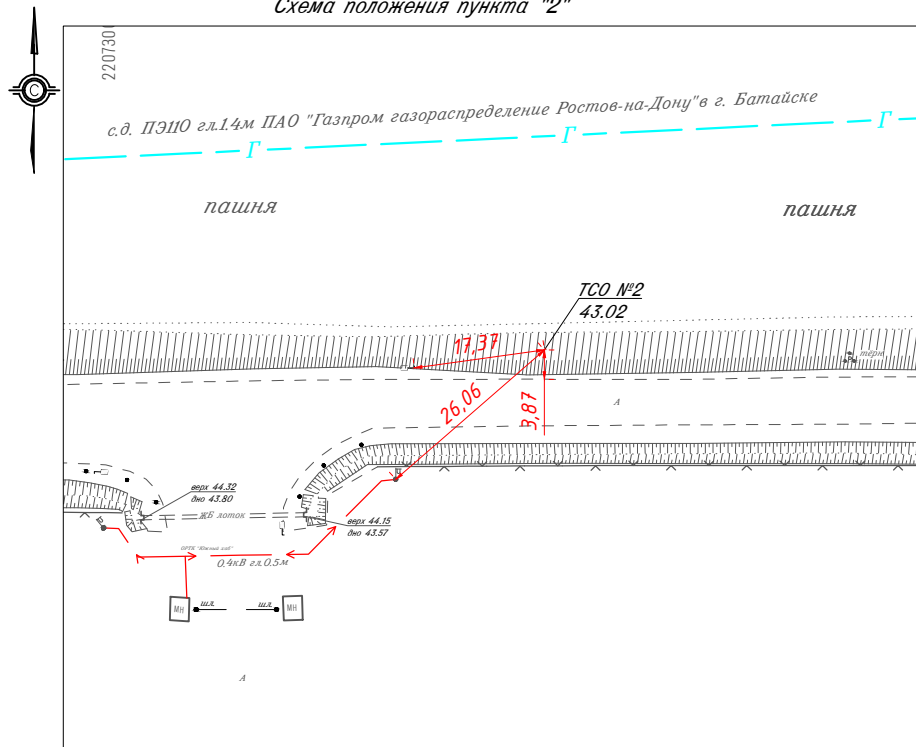 Схема положения пункта "2"
220730
С
с.д. ПЭ110 гл.1.4м ПАО "Газпром газораспределение Ростов-на-Дону"в г. Батайске
Г Г Г
пашня
пашня
ТСО №2
43.02
17,37
терн
26,06
3,87
А
верх 44.32
дно 43.80
ЖБ лоток
верх 44.15
дно 43.57
0.4кВ гл.0.5м
МН
шл.
шл.
МН
А